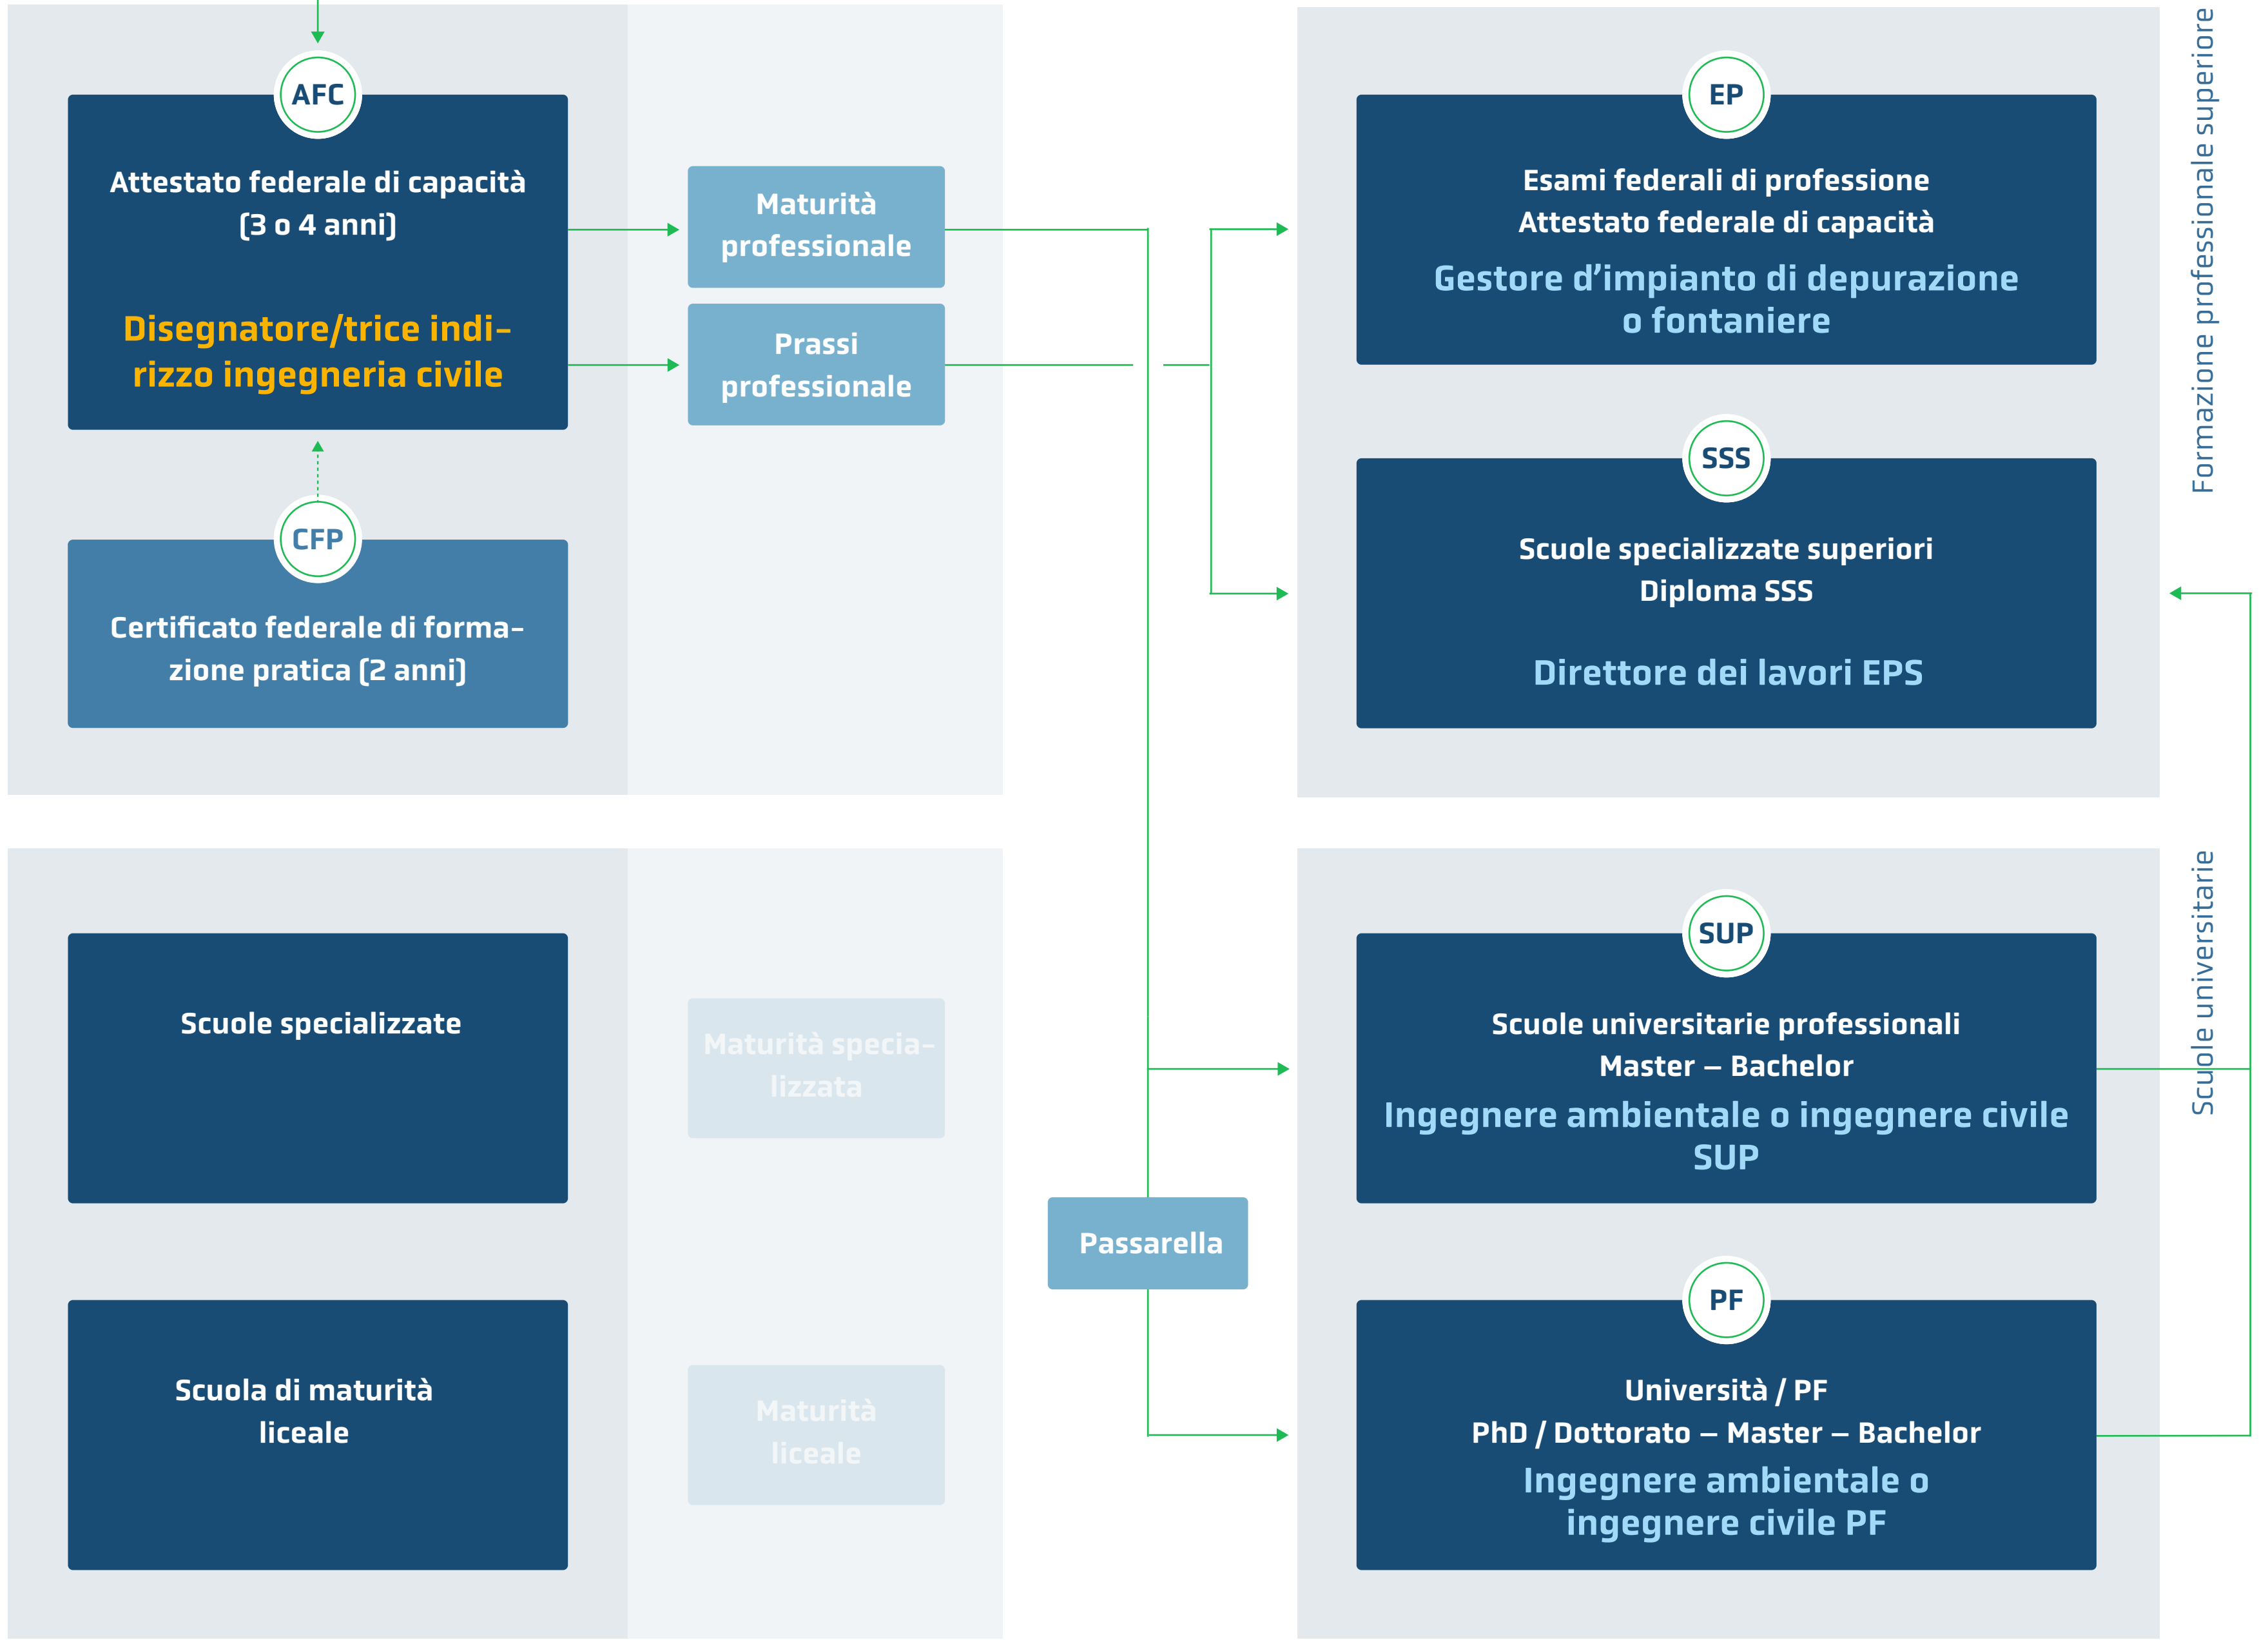 AFC
Attestato federale di capacità
(3 o 4 anni)
Disegnatore/trice indi–
rizzo ingegneria civile
CFP
Certificato federale di forma–
zione pratica (2 anni)
Maturità
professionale
Prassi
professionale
EP
Esami federali di professione
Attestato federale di capacità
Gestore d’impianto di depurazione
o fontaniere
SSS
Scuole specializzate superiori
Diploma SSS
Direttore dei lavori EPS
Formazione professionale superiore
Scuole specializzate
Maturità specia–
lizzata
Scuola di maturità
liceale
Maturità
liceale
Passarella
SUP
Scuole universitarie professionali
Master – Bachelor
Ingegnere ambientale o ingegnere civile
SUP
PF
Università / PF
PhD / Dottorato – Master – Bachelor
Ingegnere ambientale o
ingegnere civile PF
Scuole universitarie